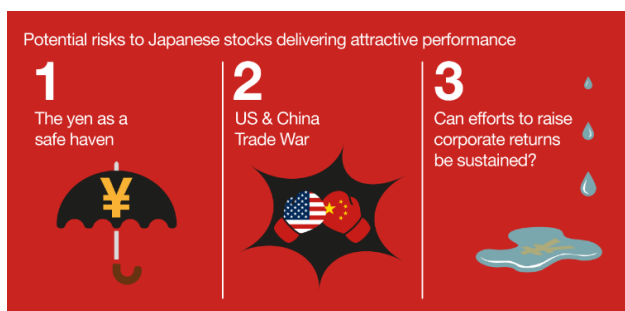 Potential risks to Japanese stocks delivering attractive performance
1
The yen as a
safe haven
¥
2
US & China
Trade War
3
Can efforts to raise
corporate returns
be sustained?
¥